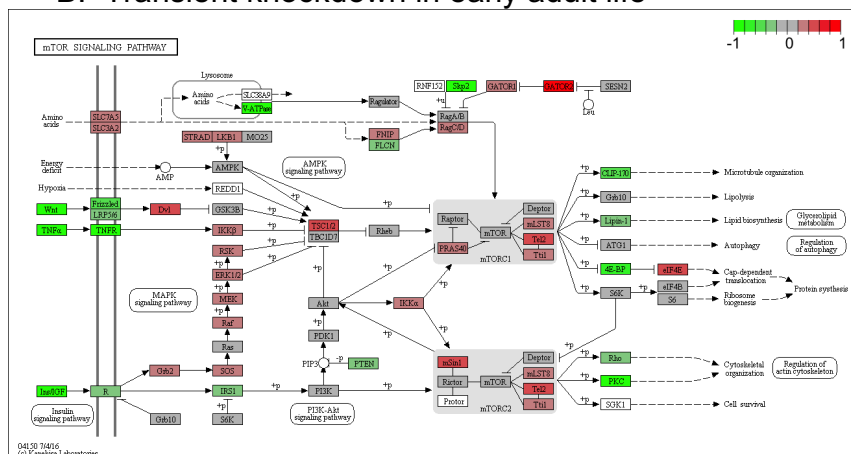 B. Transient knockdown in early adult life
mTOR SIGNALING PATHWAY
-1 0 1
Lysosome
Amino acids
SLC38A9
V-ATPase
RNF152
Skp2
GATOR1
GATOR2
SESN2
+u
Leu
Ragulator
RagA/B
RagC/D
Amino acids
SLC7A5
SLC3A2
FNIP
FLCN
STRAD
LKB1
MO25
+p
Energy deficit
AMP
AMPK
AMPK signaling pathway
Hypoxia
REDD1
Wnt
Frizzled
LRP5/6
Dvl
GSK3B
TNFα
TNFR
IKKβ
TSC1/2
TBC1D7
Rheb
+p
+p
+p
+p
Raptor
mTOR
Deptor
mLST8
Tel2
Tti1
PRAS40
mTORC1
+p
CLIP-170
Microtubule organization
+p
Grb10
Lipolysis
+p
Lipin-1
Lipid biosynthesis
Glycerolipid metabolism
+p
ATG1
Autophagy
Regulation of autophagy
+p
4E-BP
eIF4E
Cap-dependent translocation
+p
S6K
+p
eIF4B
S6
Ribosome biogenesis
Protein synthesis
RSK
ERK1/2
MEK
Raf
Ras
SOS
Grb2
+p
+p
+p
+p
MAPK signaling pathway
Akt
IKKα
+p
+p
+p
+p
+p
PDK1
PIP3
-p
PTEN
PI3K
+p
+p
PI3K-Akt signaling pathway
Ins/IGF
R
IRS1
+p
+p
Insulin signaling pathway
Grb10
S6K
mSin1
Rictor
Protor
mTOR
Deptor
mLST8
Tel2
Tti1
mTORC2
+p
Rho
+p
PKC
Cytoskeletal organization
Regulation of actin cytoskeleton
+p
SGK1
Cell survival
04150 7/4/16
(c) Kanehisa Laboratories